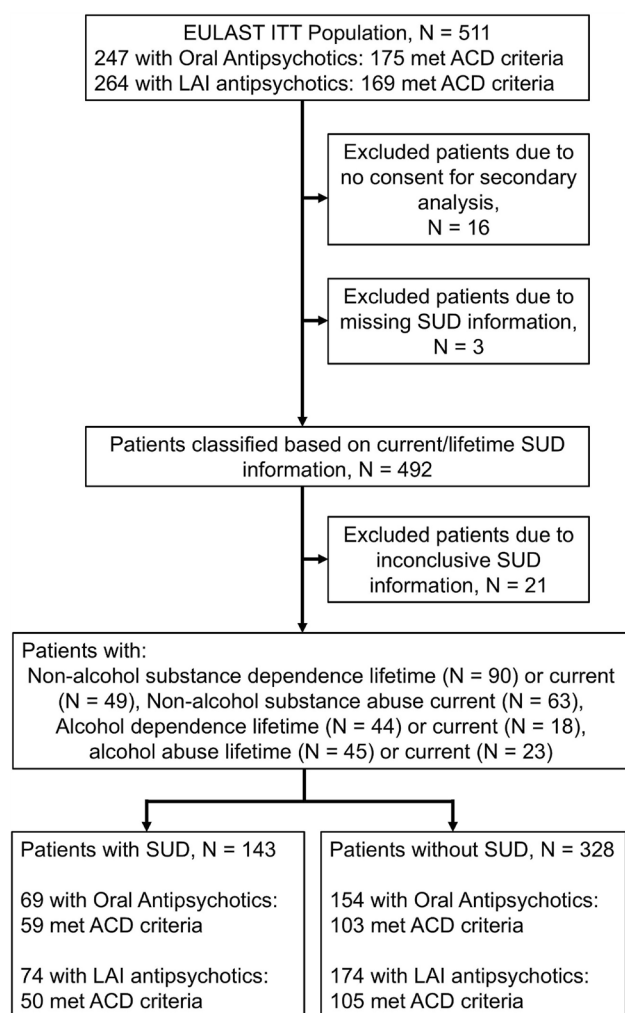 EULAST ITT Population, N = 511
247 with Oral Antipsychotics: 175 met ACD criteria
264 with LAI antipsychotics: 169 met ACD criteria
Excluded patients due to
no consent for secondary
analysis,
N = 16
Excluded patients due to
missing SUD information,
N = 3
Patients classified based on current/lifetime SUD
information, N = 492
Excluded patients due to
inconclusive SUD
information, N = 21
Patients with:
Non-alcohol substance dependence lifetime (N = 90) or current
(N = 49), Non-alcohol substance abuse current (N = 63),
Alcohol dependence lifetime (N = 44) or current (N = 18),
alcohol abuse lifetime (N = 45) or current (N = 23)
Patients with SUD, N = 143
69 with Oral Antipsychotics:
59 met ACD criteria
74 with LAI antipsychotics:
50 met ACD criteria
Patients without SUD, N = 328
154 with Oral Antipsychotics:
103 met ACD criteria
174 with LAI antipsychotics:
105 met ACD criteria